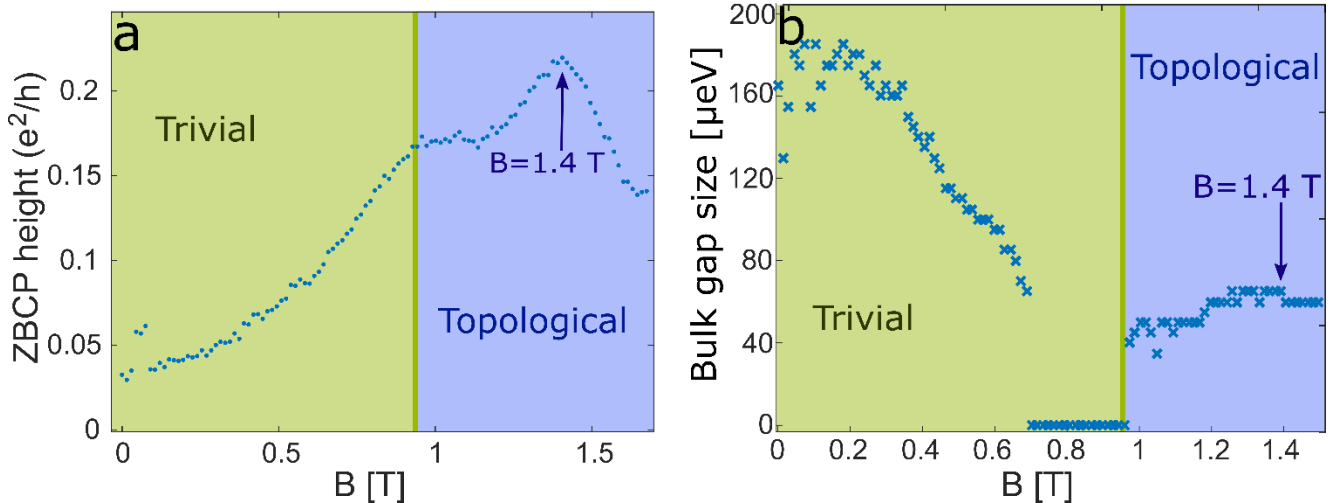 a
ZBCP height (e²/h)
0.2
0.15
0.1
0.05
0
Trivial
B=1.4 T
Topological
0
0.5
1
1.5
B [T]
b
Bulk gap size [µeV]
200
160
120
80
40
0
Topological
B=1.4 T
Trivial
0
0.2
0.4
0.6
0.8
1
1.2
1.4
B [T]